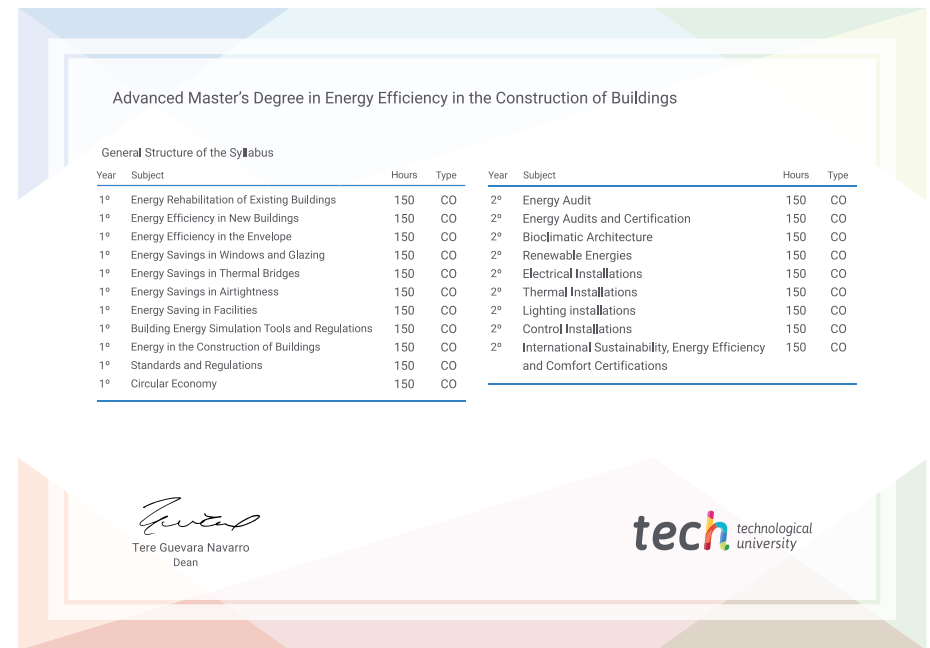 Advanced Master's Degree in Energy Efficiency in the Construction of Buildings
General Structure of the Syllabus
Year Subject Hours Type
1º Energy Rehabilitation of Existing Buildings 150 CO
1º Energy Efficiency in New Buildings 150 CO
1º Energy Efficiency in the Envelope 150 CO
1º Energy Savings in Windows and Glazing 150 CO
1º Energy Savings in Thermal Bridges 150 CO
1º Energy Savings in Airtightness 150 CO
1º Energy Saving in Facilities 150 CO
1º Building Energy Simulation Tools and Regulations 150 CO
1º Energy in the Construction of Buildings 150 CO
1º Standards and Regulations 150 CO
1º Circular Economy 150 CO
Year Subject Hours Type
2º Energy Audit 150 CO
2º Energy Audits and Certification 150 CO
2º Bioclimatic Architecture 150 CO
2º Renewable Energies 150 CO
2º Electrical Installations 150 CO
2º Thermal Installations 150 CO
2º Lighting installations 150 CO
2º Control Installations 150 CO
2º International Sustainability, Energy Efficiency 150 CO
and Comfort Certifications
Tere Guevara Navarro
Dean
tech technological
university